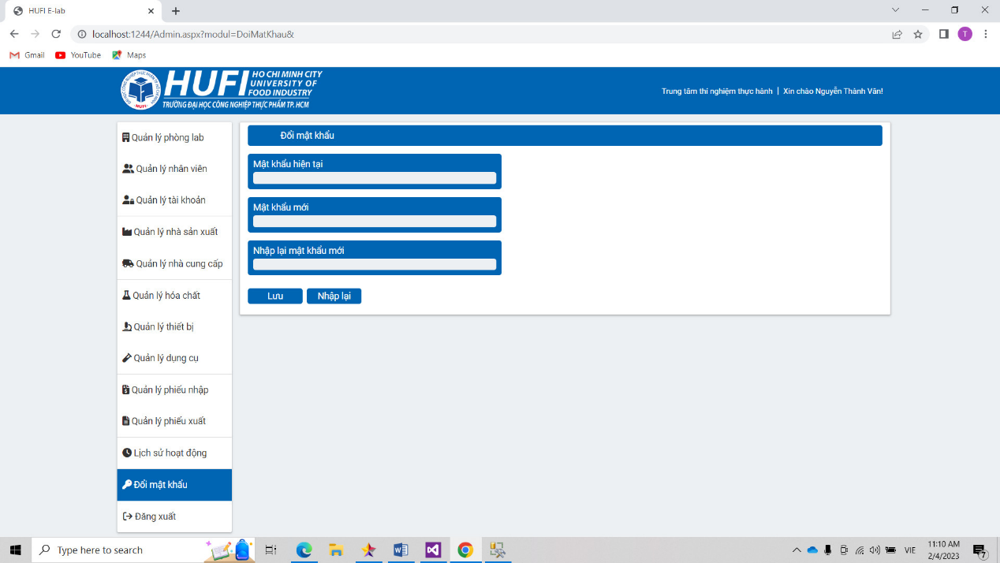 HUFI E-lab
localhost:1244/Admin.aspx?modul=DoiMatKhau&
T
Gmail YouTube Maps
HUFI HO CHI MINH CITY
UNIVERSITY OF
FOOD INDUSTRY
TRƯỜNG ĐẠI HỌC CÔNG NGHIỆP THỰC PHẨM TP. HCM
Trung tâm thí nghiệm thực hành | Xin chào Nguyễn Thành Văn!
Quản lý phòng lab
Quản lý nhân viên
Quản lý tài khoản
Quản lý nhà sản xuất
Quản lý nhà cung cấp
Quản lý hóa chất
Quản lý thiết bị
Quản lý dụng cụ
Quản lý phiếu nhập
Quản lý phiếu xuất
Lịch sử hoạt động
Đổi mật khẩu
Đăng xuất
Đổi mật khẩu
Mật khẩu hiện tại
Mật khẩu mới
Nhập lại mật khẩu mới
Lưu Nhập lại
Type here to search
VIE
11:10 AM
2/4/2023
7